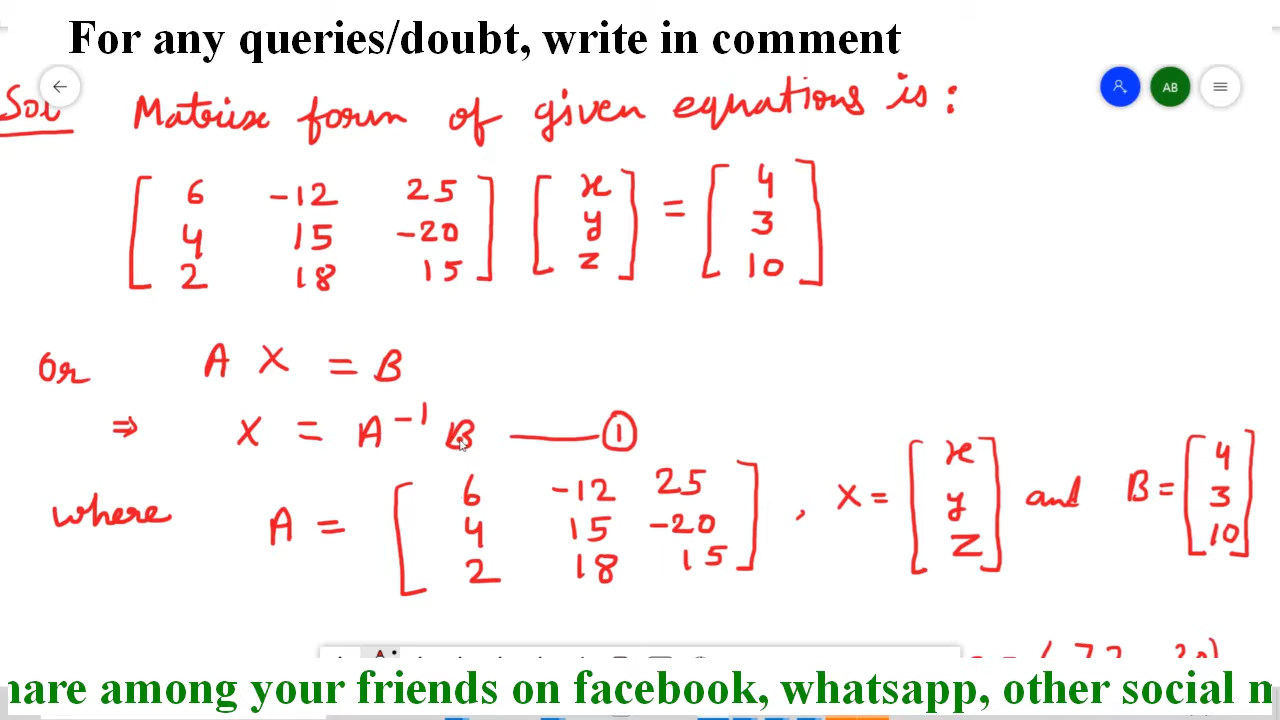 For any queries/doubt, write in comment
Sol Matrix form of given equations is:
AB
[ 6 -12 25 ] [ x ] = [ 4 ]
[ 4 15 -20 ] [ y ] [ 3 ]
[ 2 18 15 ] [ z ] [ 10 ]
Or A X = B
⇒ X = A⁻¹ B —— ①
where A = [ 6 -12 25 ] , X = [ x ] and B = [ 4 ]
[ 4 15 -20 ] [ y ] [ 3 ]
[ 2 18 15 ] [ z ] [ 10 ]
hare among your friends on facebook, whatsapp, other social